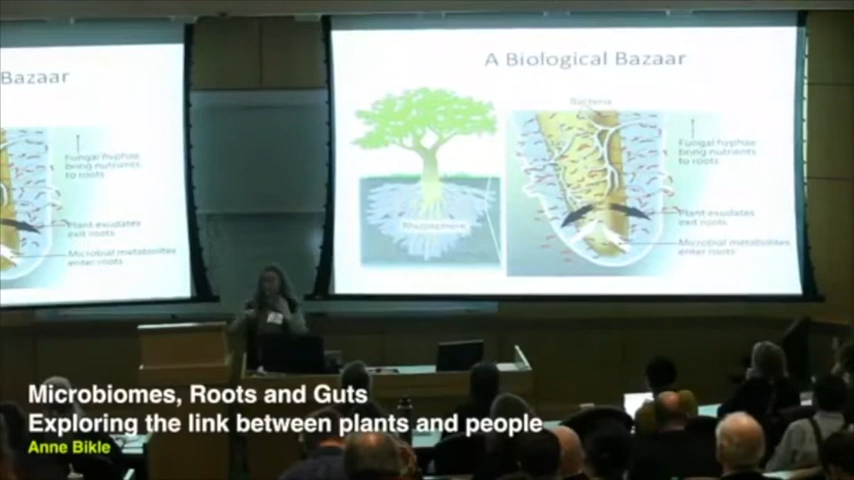 Bazaar
Fungal hyphae
bring nutrients
to roots
Plant exudates
exit roots
Microbial metabolites
enter roots
A Biological Bazaar
Bacteria
Rhizosphere
Fungal hyphae
bring nutrients
to roots
Plant exudates
exit roots
Microbial metabolites
enter roots
Microbiomes, Roots and Guts
Exploring the link between plants and people
Anne Bikle